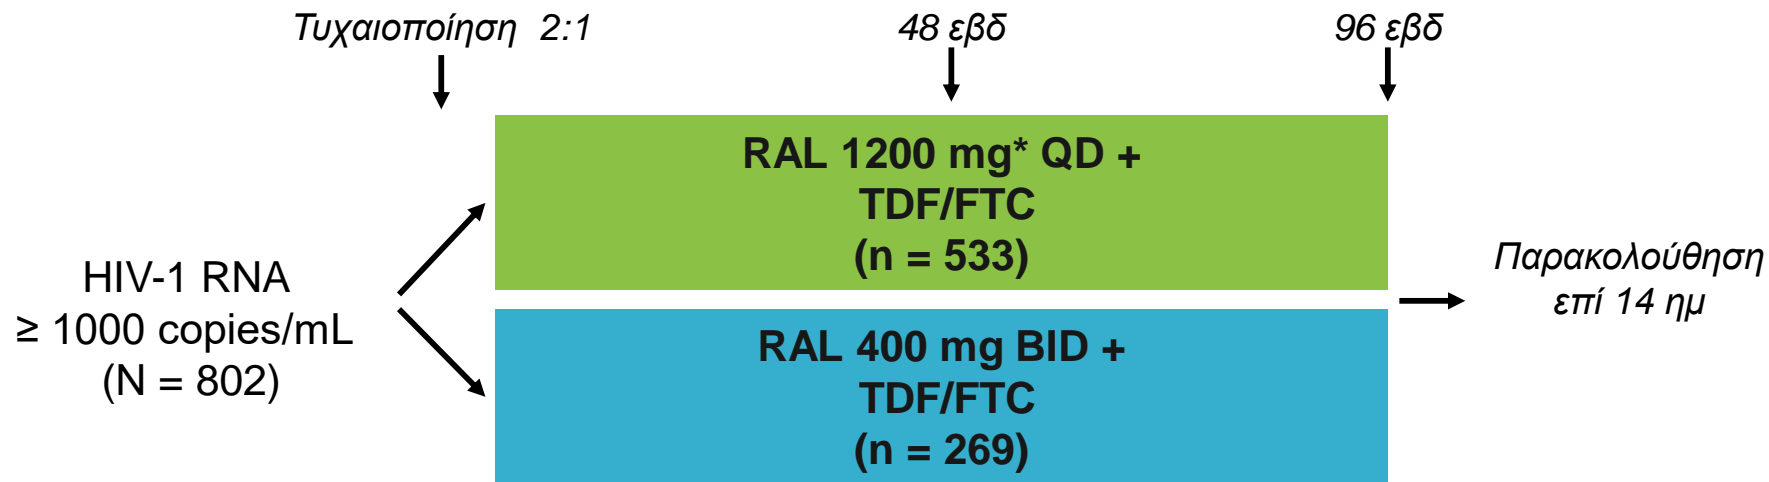 Τυχαιοποίηση 2:1
48 εβδ
96 εβδ
HIV-1 RNA
≥ 1000 copies/mL
(N = 802)
RAL 1200 mg* QD +
TDF/FTC
(n = 533)
RAL 400 mg BID +
TDF/FTC
(n = 269)
Παρακολούθηση
επί 14 ημ